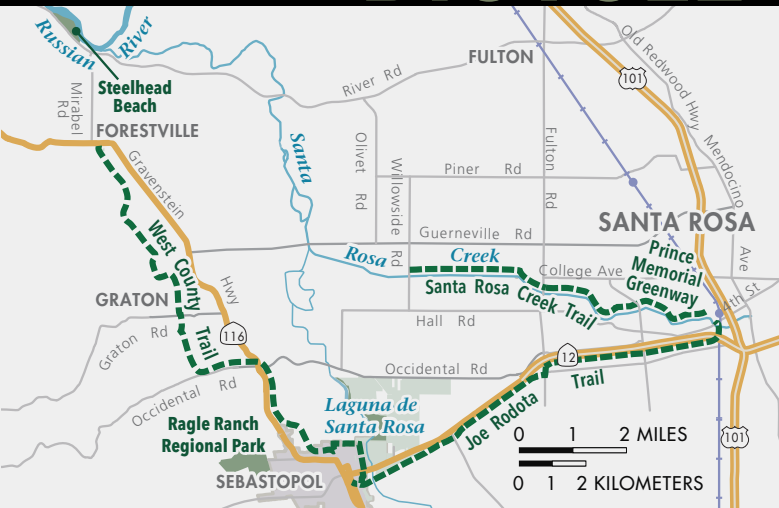 Russian
River
Steelhead
Beach
Mirabel
Rd
FORESTVILLE
Gravenstein
Hwy
116
West County
Trail
GRATON
Graton Rd
Occidental Rd
Ragle Ranch
Regional Park
SEBASTOPOL
River Rd
FULTON
Old Redwood Hwy
101
Mendocino
Ave
Santa
Rosa
Creek
Olivet
Rd
Willowside
Rd
Fulton
Rd
Piner Rd
Guerneville Rd
SANTA ROSA
Prince
Memorial
Greenway
College Ave
Santa Rosa
Creek Trail
4th St
Hall Rd
12
Occidental Rd
Laguna de
Santa Rosa
Joe Rodota
Trail
101
0 1 2 MILES
0 1 2 KILOMETERS